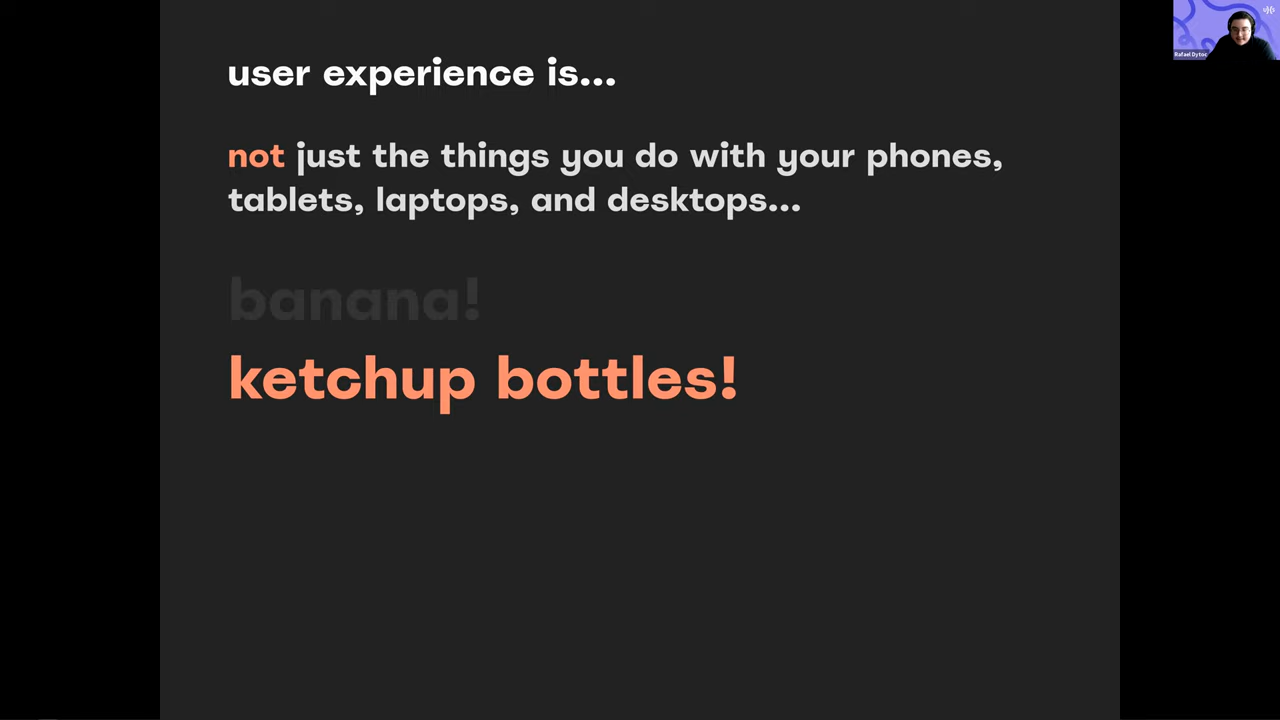 user experience is...
not just the things you do with your phones,
tablets, laptops, and desktops...
banana!
ketchup bottles!
Rafael Dytoc